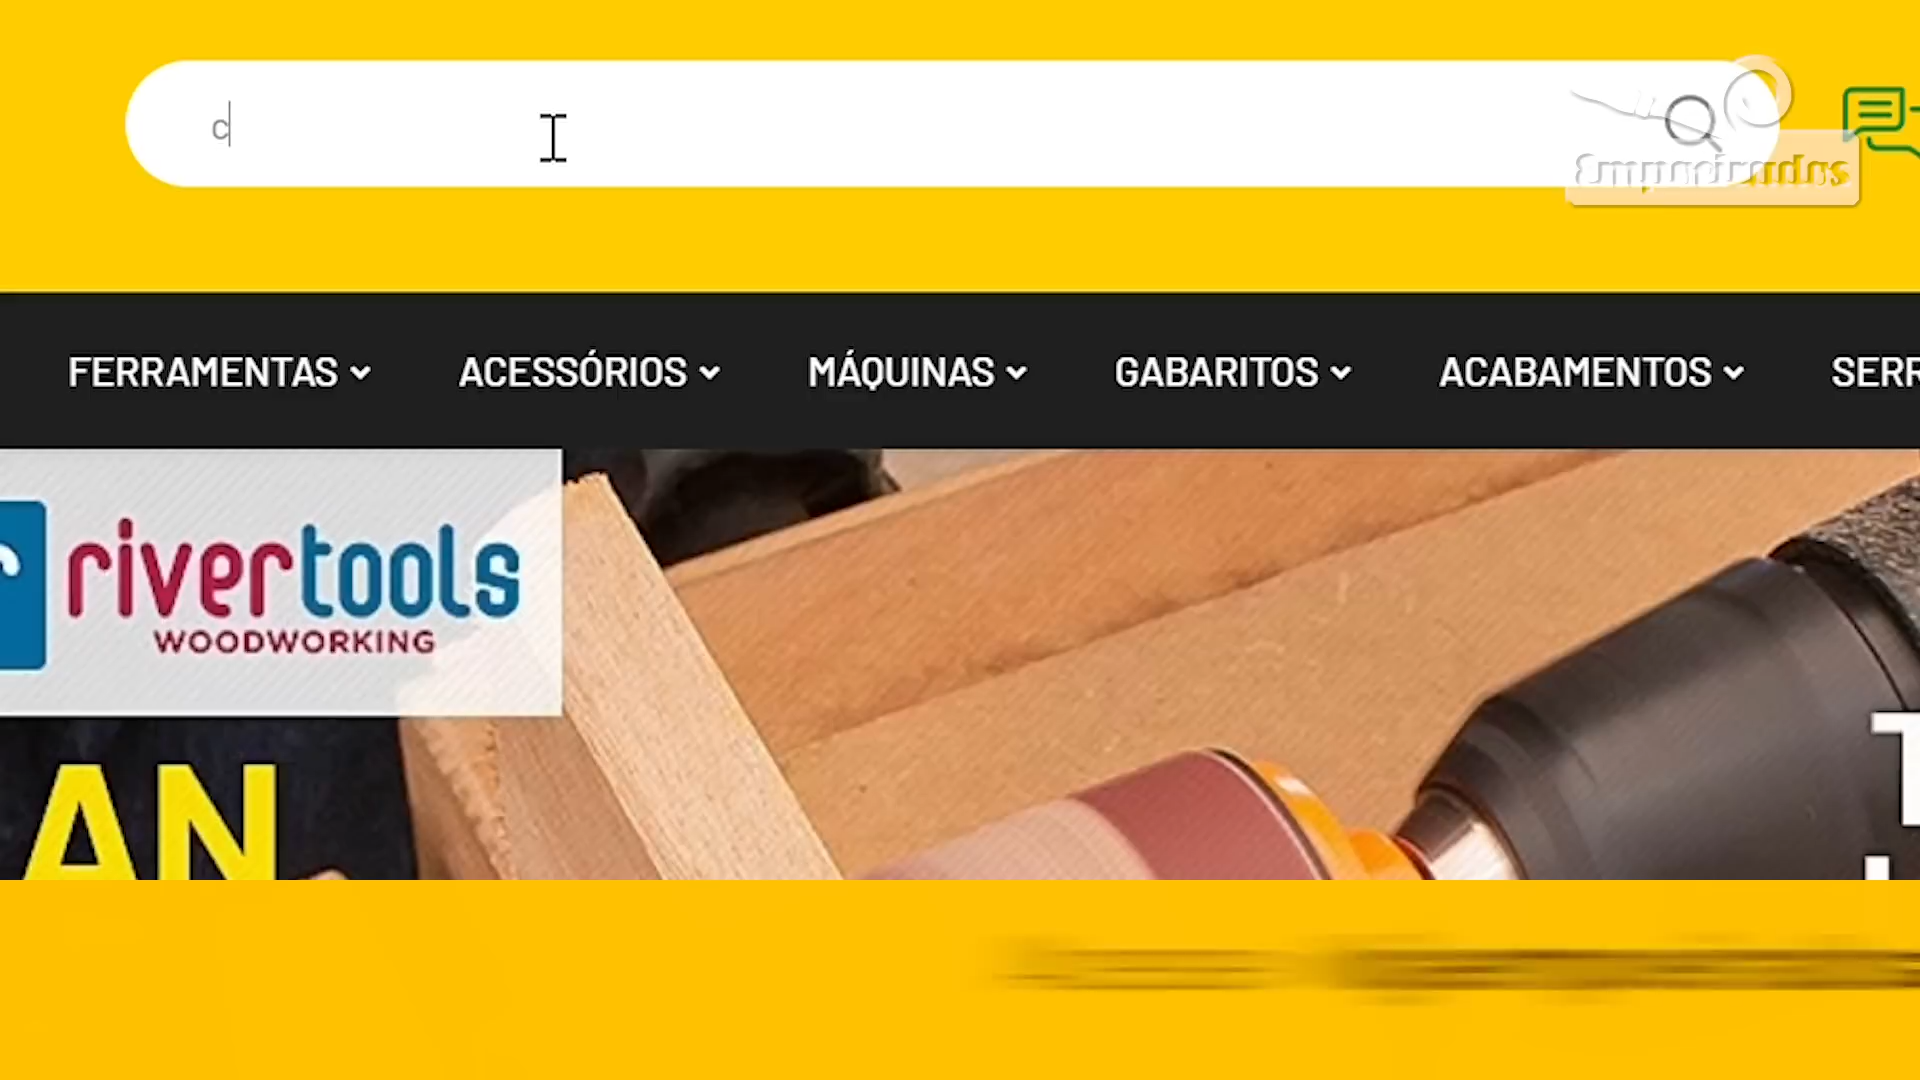 c
Empoeirados
FERRAMENTAS ACESSÓRIOS MÁQUINAS GABARITOS ACABAMENTOS SERR
rivertools
WOODWORKING
AN